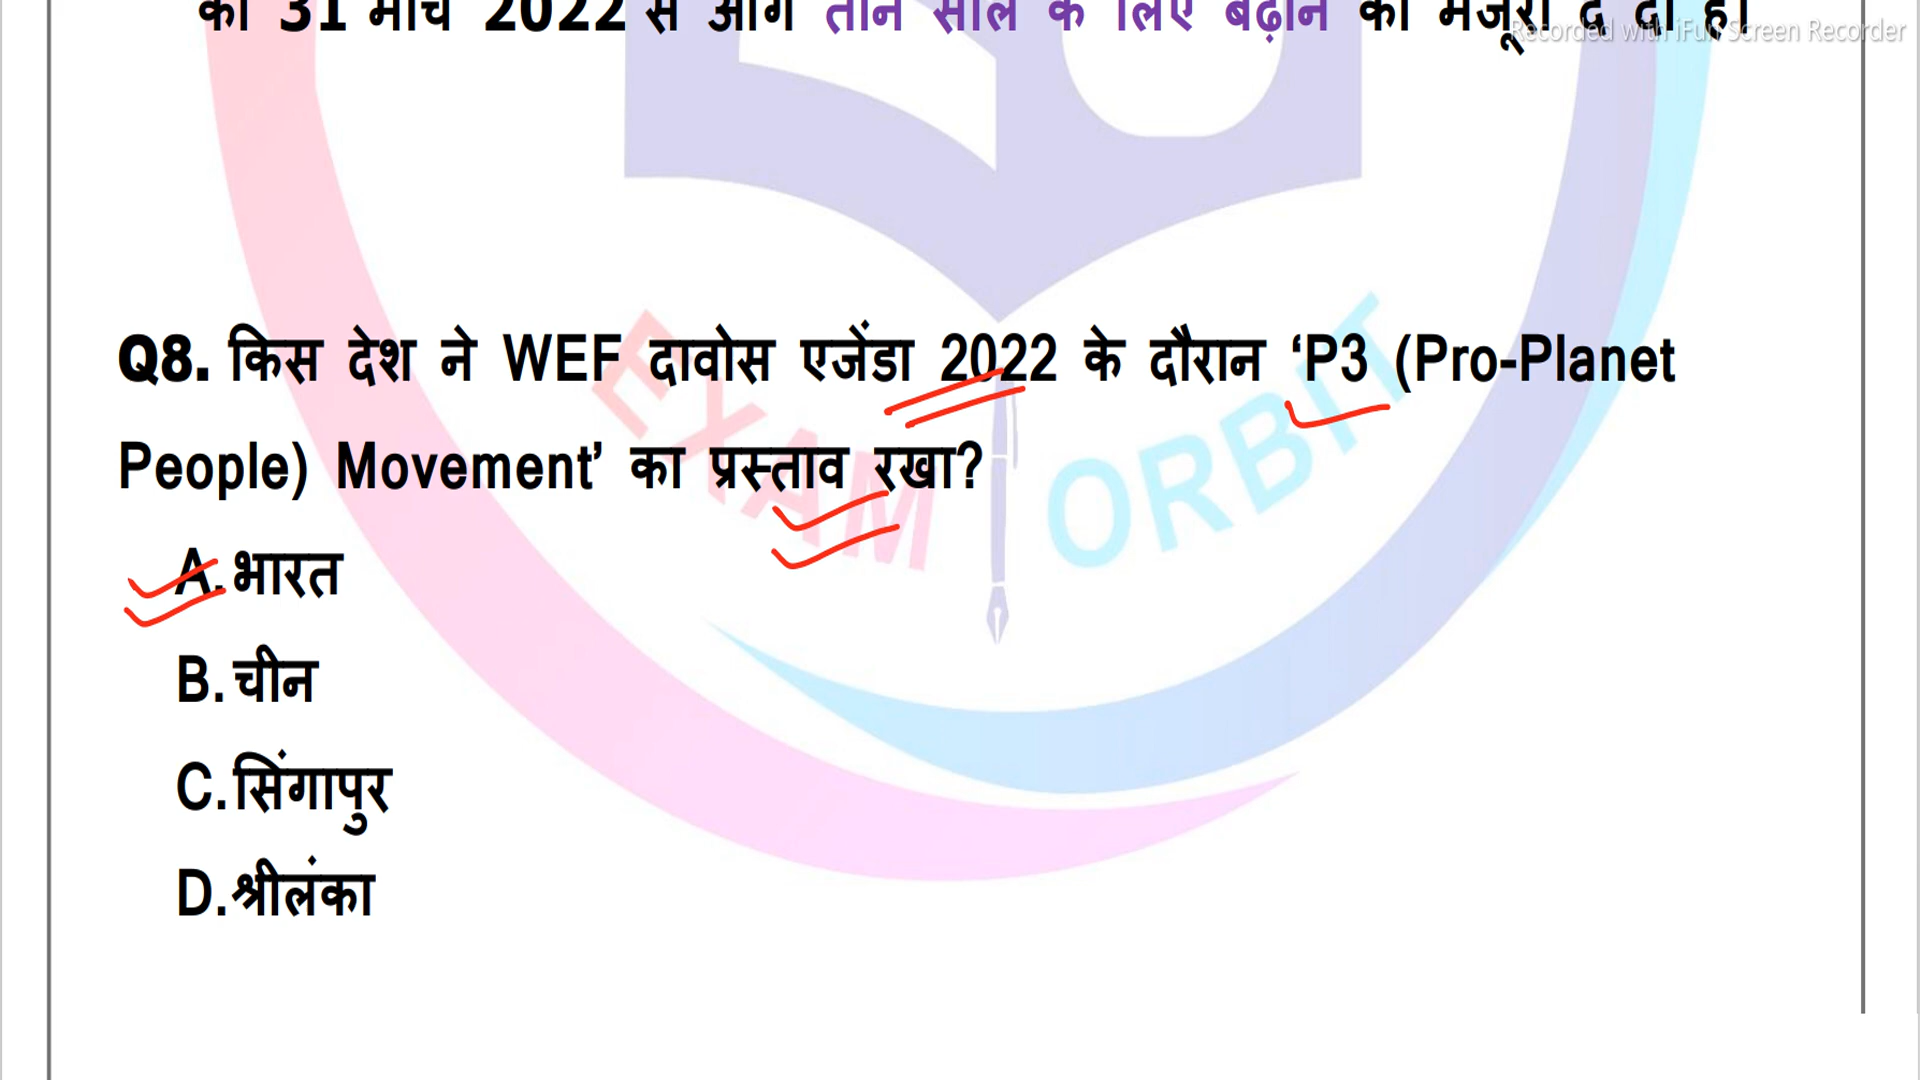 को 31 मार्च 2022 से आगे तीन साल के लिए बढ़ाने को मंजूरी दे दी है।
Recorded with iFun Screen Recorder
Q8. किस देश ने WEF दावोस एजेंडा 2022 के दौरान ‘P3 (Pro-Planet
People) Movement’ का प्रस्ताव रखा?
EXAM ORBIT
A. भारत
B. चीन
C. सिंगापुर
D. श्रीलंका